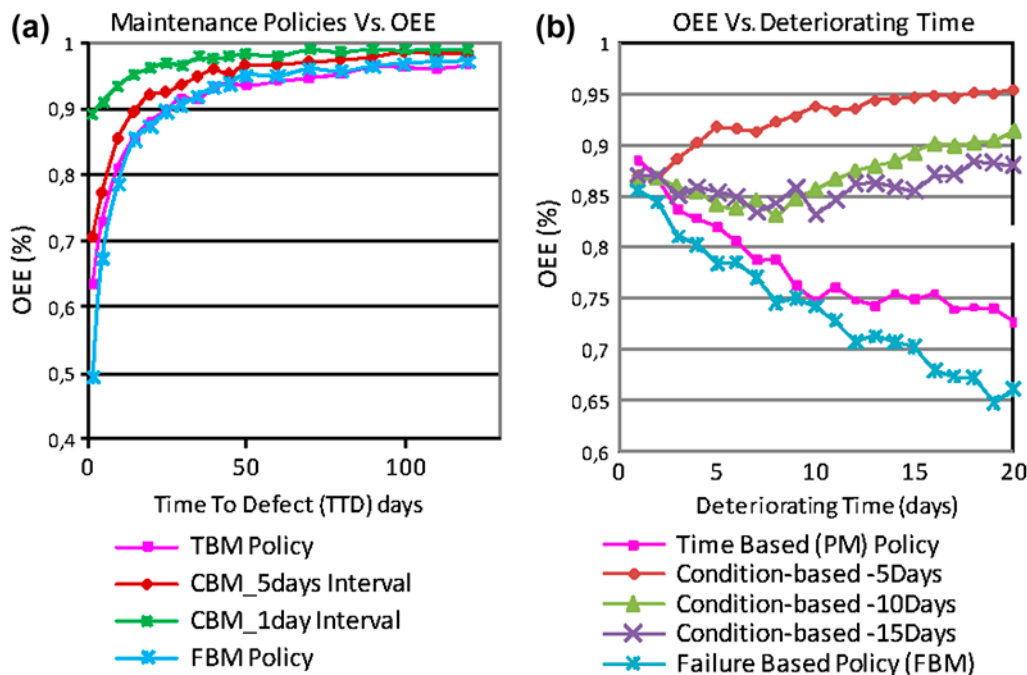 (a)
Maintenance Policies Vs. OEE
1
0,9
0,8
0,7
0,6
0,5
0,4
OEE (%)
0
50
100
Time To Defect (TTD) days
TBM Policy
CBM_5days Interval
CBM_1day Interval
FBM Policy
(b)
OEE Vs. Deteriorating Time
1
0,95
0,9
0,85
0,8
0,75
0,7
0,65
0,6
OEE (%)
0
5
10
15
20
Deteriorating Time (days)
Time Based (PM) Policy
Condition-based -5Days
Condition-based -10Days
Condition-based -15Days
Failure Based Policy (FBM)